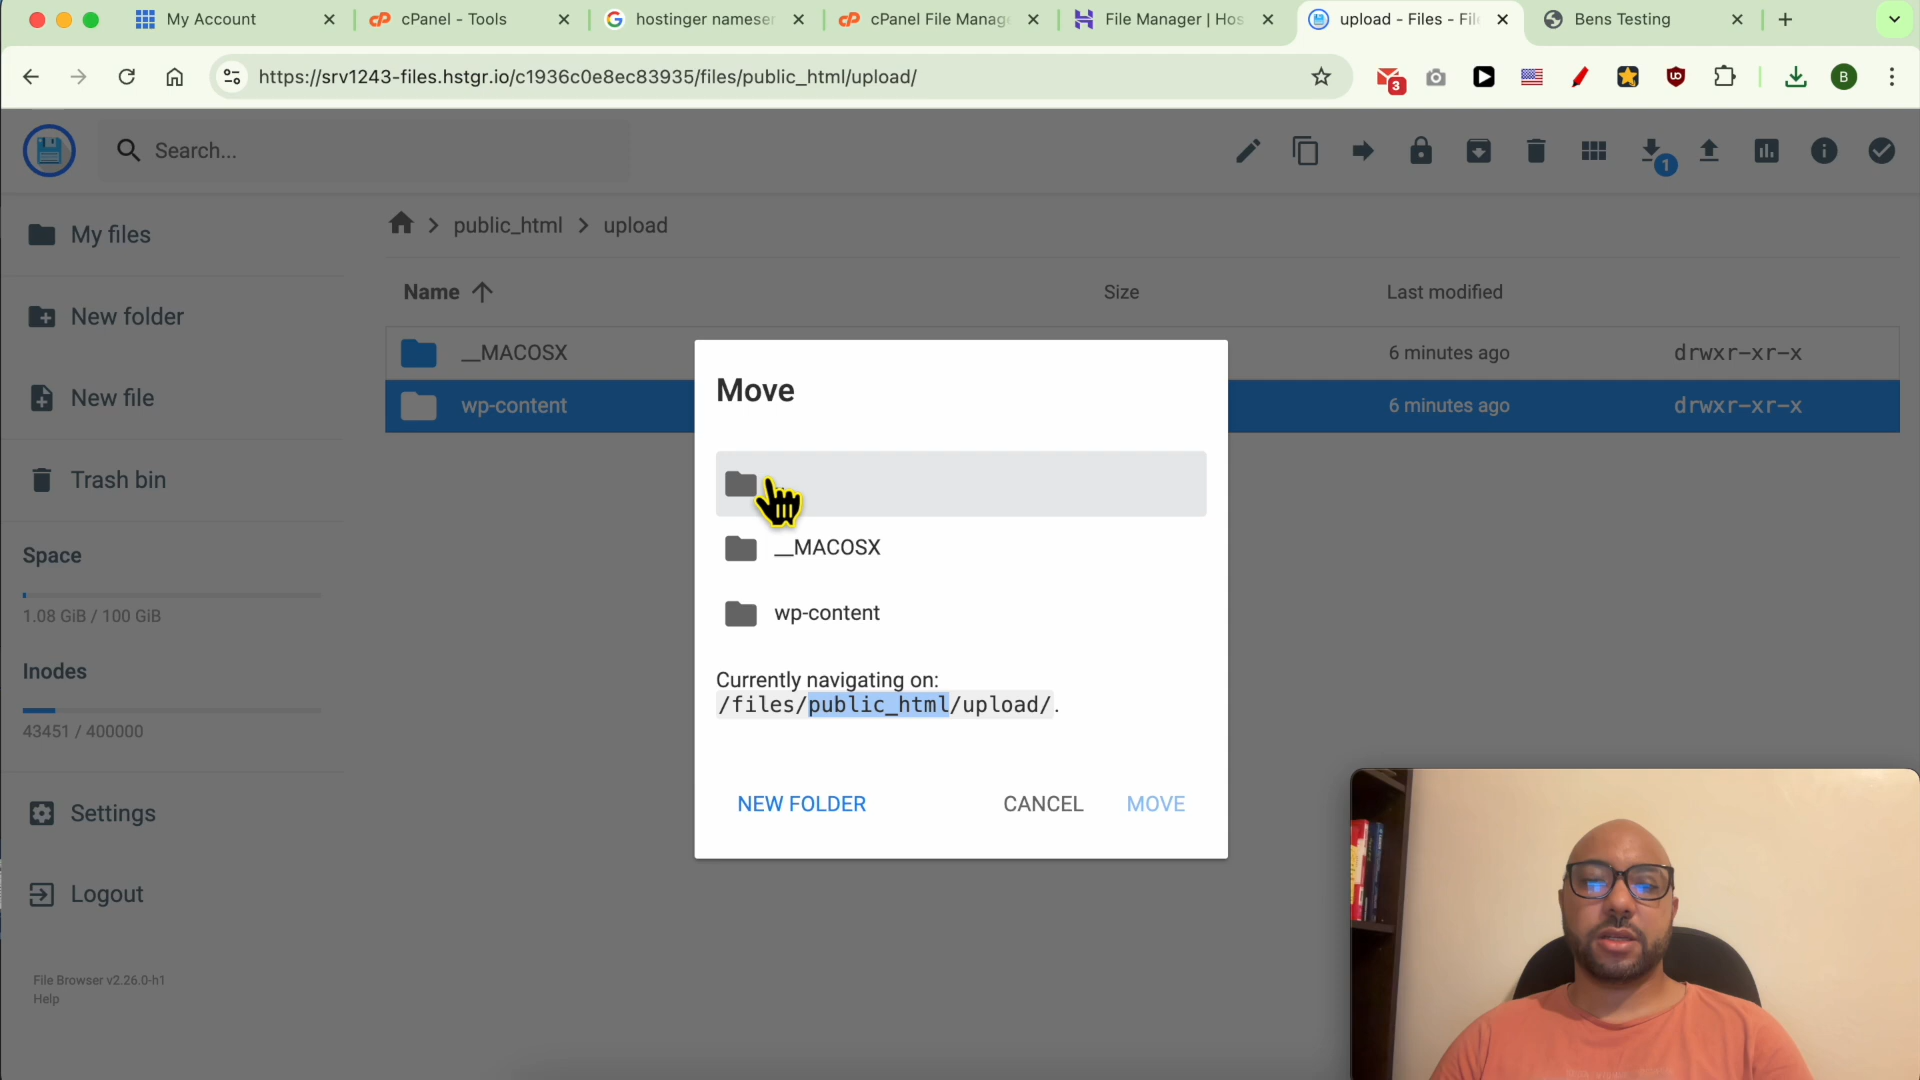 My Account
cPanel - Tools
hostinger nameser
cPanel File Manage
File Manager | Hos
upload - Files - File
Bens Testing
https://srv1243-files.hstgr.io/c1936c0e8ec83935/files/public_html/upload/
3
B
Search...
1
My files
public_html > upload
Name
Size
Last modified
New folder
__MACOSX
6 minutes ago
drwxr-xr-x
New file
wp-content
6 minutes ago
drwxr-xr-x
Trash bin
Move
__MACOSX
wp-content
Currently navigating on:
/files/public_html/upload/.
NEW FOLDER
CANCEL
MOVE
Space
1.08 GiB / 100 GiB
Inodes
43451 / 400000
Settings
Logout
File Browser v2.26.0-h1
Help